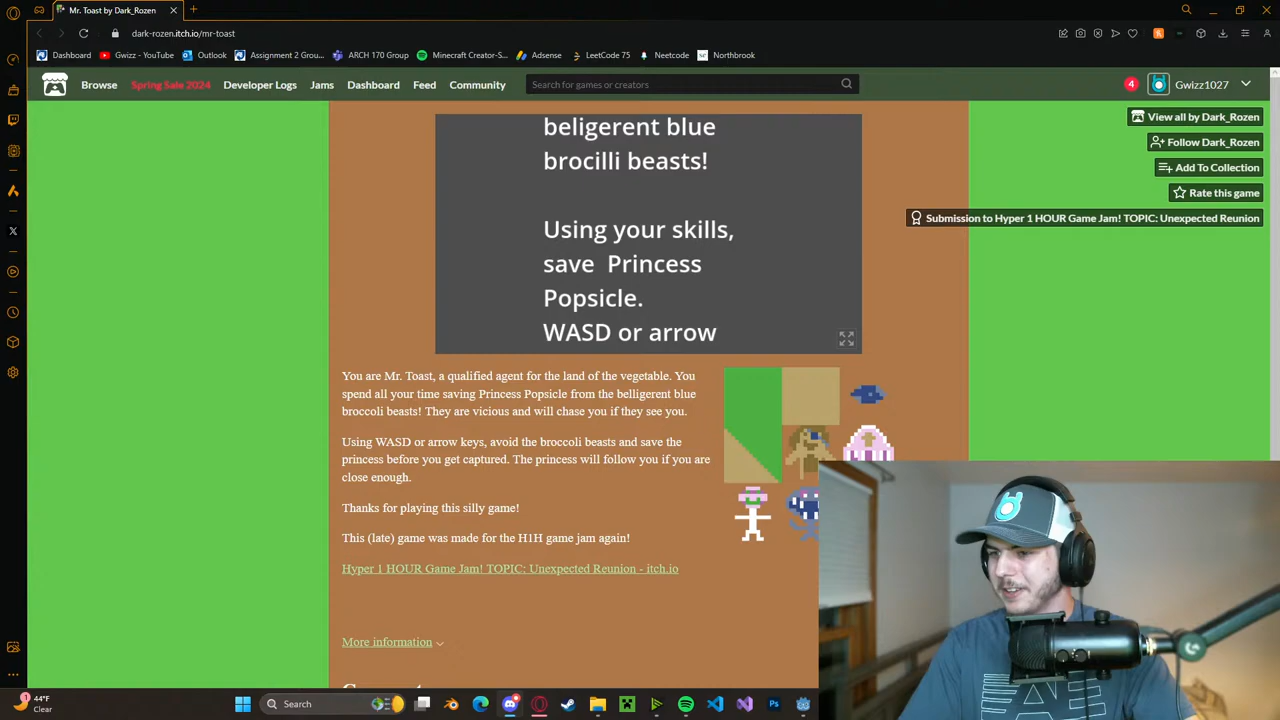 Mr. Toast by Dark_Rozen
dark-rozen.itch.io/mr-toast
Dashboard
Gwizz - YouTube
Outlook
Assignment 2 Grou...
ARCH 170 Group
Minecraft Creator-S...
Adsense
LeetCode 75
Neetcode
Northbrook
Browse
Spring Sale 2024
Developer Logs
Jams
Dashboard
Feed
Community
Search for games or creators
4
Gwizz1027
View all by Dark_Rozen
Follow Dark_Rozen
Add To Collection
Rate this game
Submission to Hyper 1 HOUR Game Jam! TOPIC: Unexpected Reunion
beligerent blue
brocilli beasts!
Using your skills,
save Princess
Popsicle.
WASD or arrow
You are Mr. Toast, a qualified agent for the land of the vegetable. You
spend all your time saving Princess Popsicle from the belligerent blue
broccoli beasts! They are vicious and will chase you if they see you.
Using WASD or arrow keys, avoid the broccoli beasts and save the
princess before you get captured. The princess will follow you if you are
close enough.
Thanks for playing this silly game!
This (late) game was made for the H1H game jam again!
Hyper 1 HOUR Game Jam! TOPIC: Unexpected Reunion - itch.io
More information
1
44°F
Clear
Search